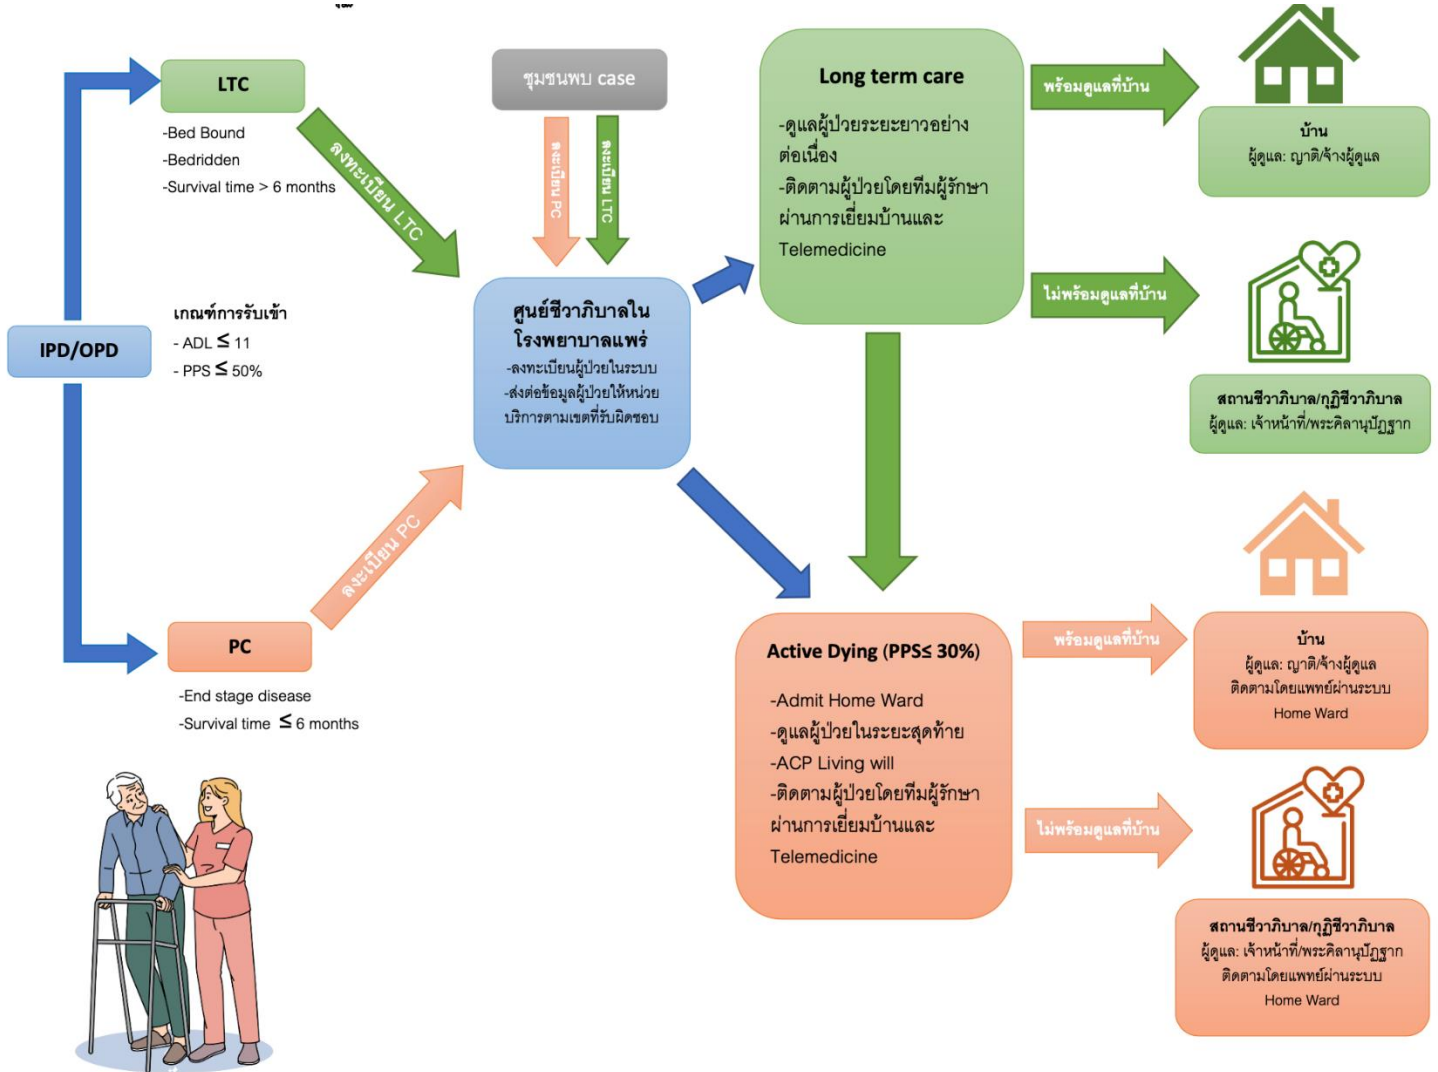 LTC
-Bed Bound
-Bedridden
-Survival time > 6 months
ลงทะเบียน LTC
ชุมชนพบ case
ลงะเบียน PC
ลงะเบียน LTC
IPD/OPD
เกณฑ์การรับเข้า
- ADL ≤ 11
- PPS ≤ 50%
ศูนย์ชีวาภิบาลใน
โรงพยาบาลแพร่
-ลงทะเบียนผู้ป่วยในระบบ
-ส่งต่อข้อมูลผู้ป่วยให้หน่วย
บริการตามเขตที่รับผิดชอบ
ลงะเบียน PC
PC
-End stage disease
-Survival time ≤ 6 months
Long term care
-ดูแลผู้ป่วยระยะยาวอย่าง
ต่อเนื่อง
-ติดตามผู้ป่วยโดยทีมผู้รักษา
ผ่านการเยี่ยมบ้านและ
Telemedicine
พร้อมดูแลที่บ้าน
บ้าน
ผู้ดูแล: ญาติ/จ้างผู้ดูแล
ไม่พร้อมดูแลที่บ้าน
สถานชีวาภิบาล/กุฏิชีวาภิบาล
ผู้ดูแล: เจ้าหน้าที่/พระคิลานุปัฏฐาก
Active Dying (PPS≤ 30%)
-Admit Home Ward
-ดูแลผู้ป่วยในระยะสุดท้าย
-ACP Living will
-ติดตามผู้ป่วยโดยทีมผู้รักษา
ผ่านการเยี่ยมบ้านและ
Telemedicine
พร้อมดูแลที่บ้าน
บ้าน
ผู้ดูแล: ญาติ/จ้างผู้ดูแล
ติดตามโดยแพทย์ผ่านระบบ
Home Ward
ไม่พร้อมดูแลที่บ้าน
สถานชีวาภิบาล/กุฏิชีวาภิบาล
ผู้ดูแล: เจ้าหน้าที่/พระคิลานุปัฏฐาก
ติดตามโดยแพทย์ผ่านระบบ
Home Ward